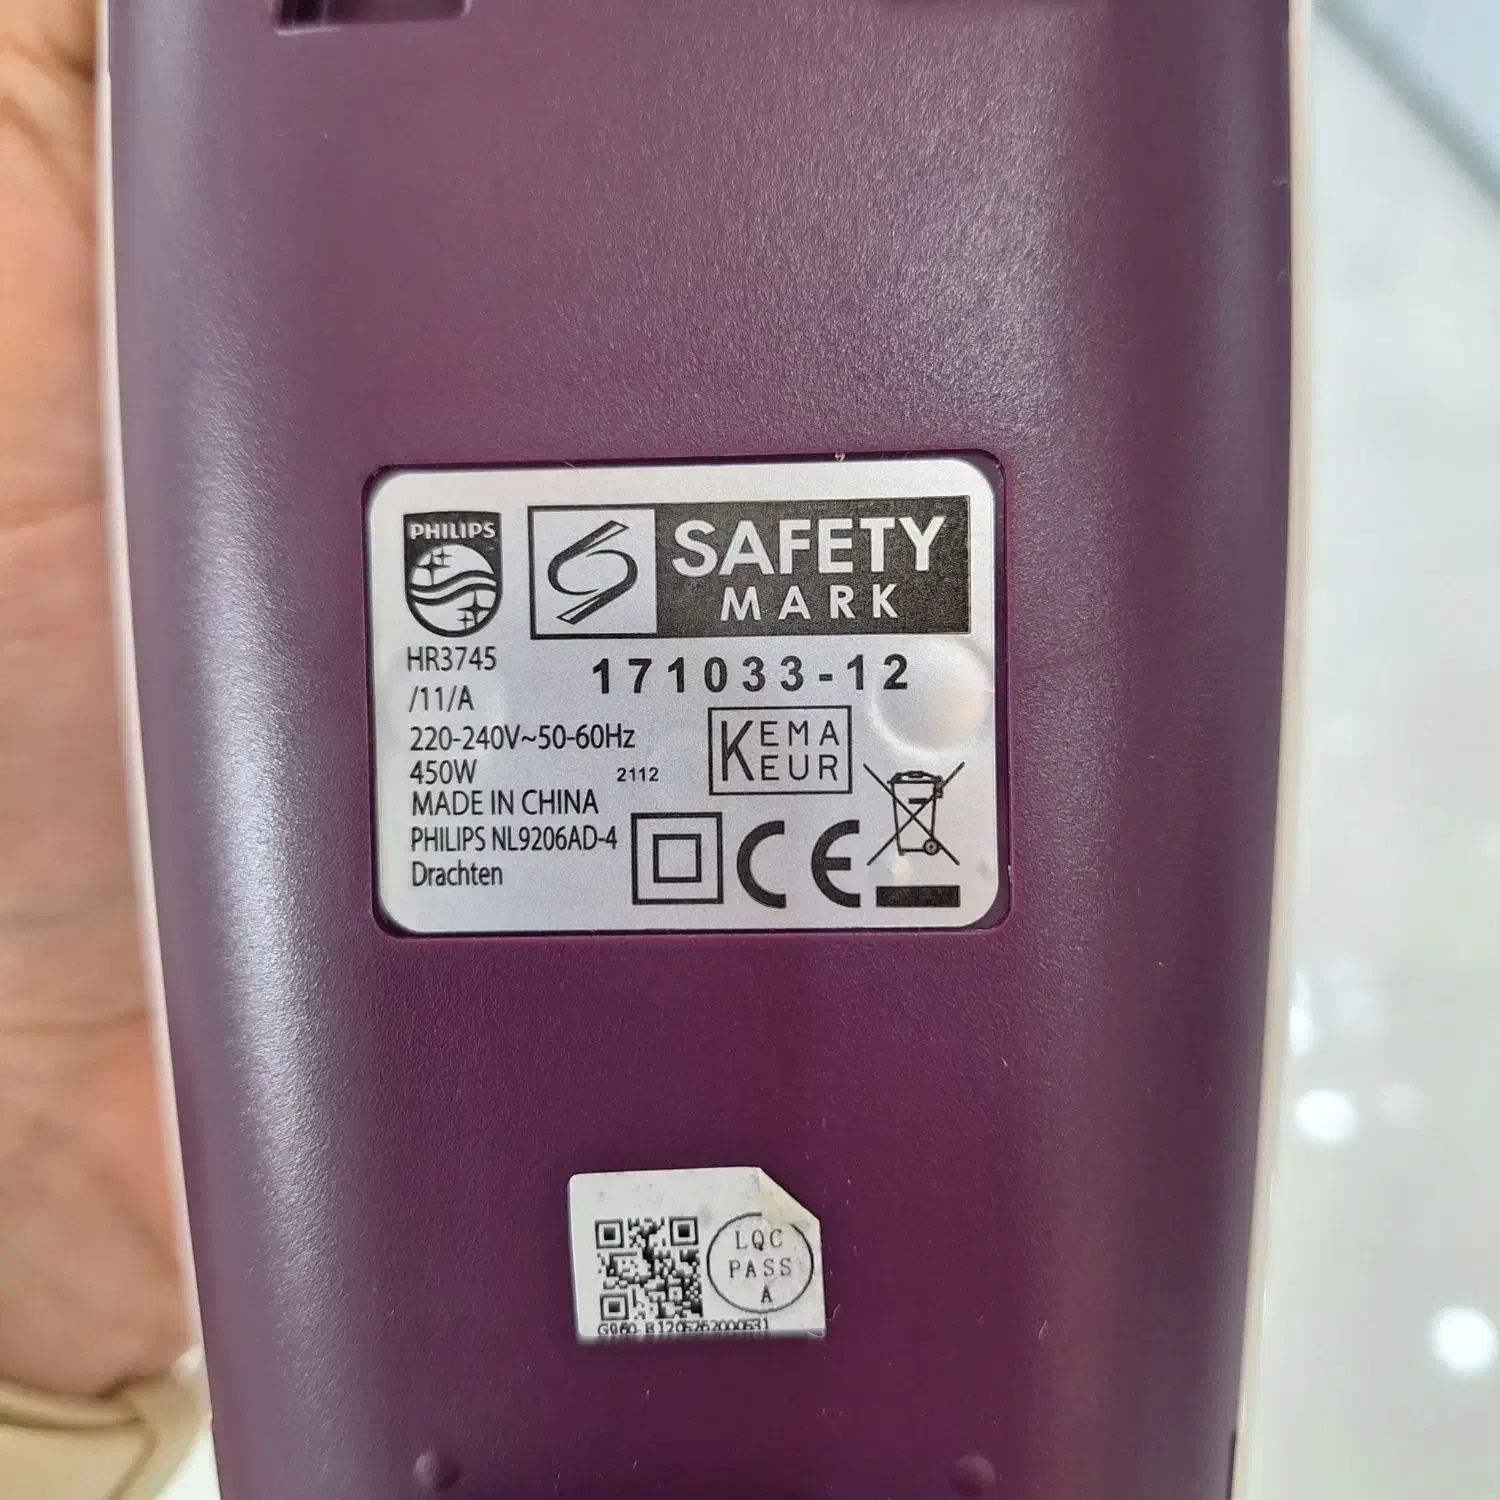 PHILIPS
SAFETY
MARK
HR3745
/11/A
171033-12
220-240V~50-60Hz
450W
2112
KEMA
EUR
MADE IN CHINA
PHILIPS NL9206AD-4
Drachten
CE
LQC
PASS
A